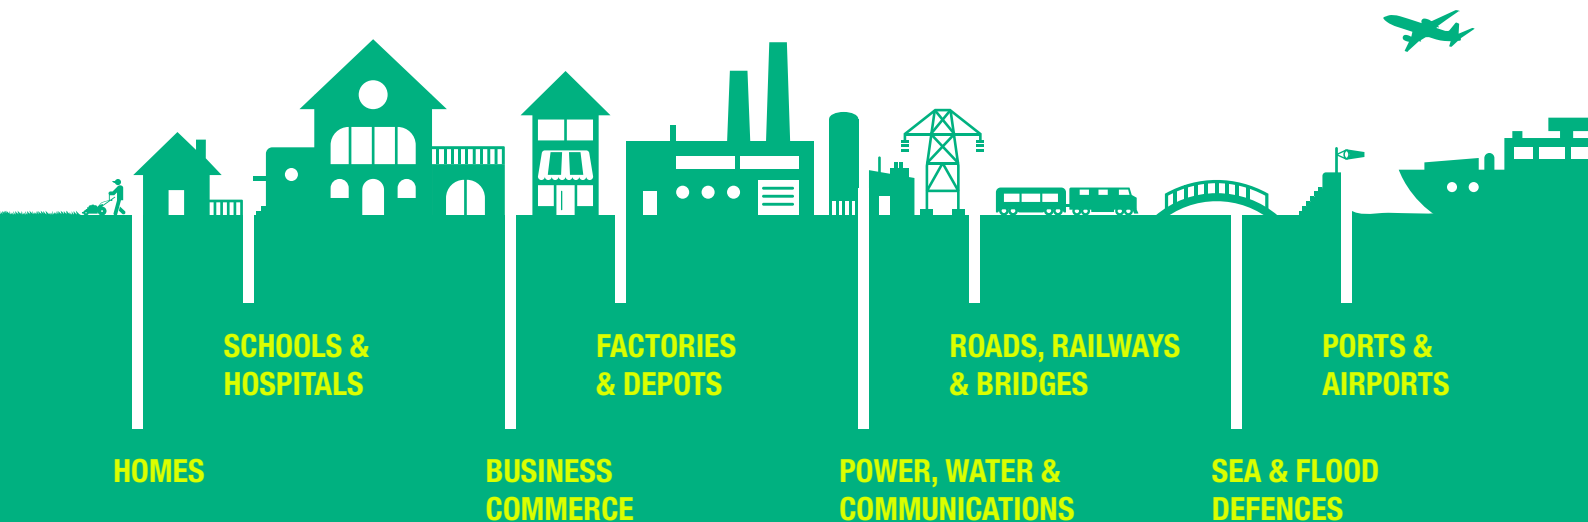 SCHOOLS &
HOSPITALS
FACTORIES
& DEPOTS
ROADS, RAILWAYS
& BRIDGES
PORTS &
AIRPORTS
HOMES
BUSINESS
COMMERCE
POWER, WATER &
COMMUNICATIONS
SEA & FLOOD
DEFENCES